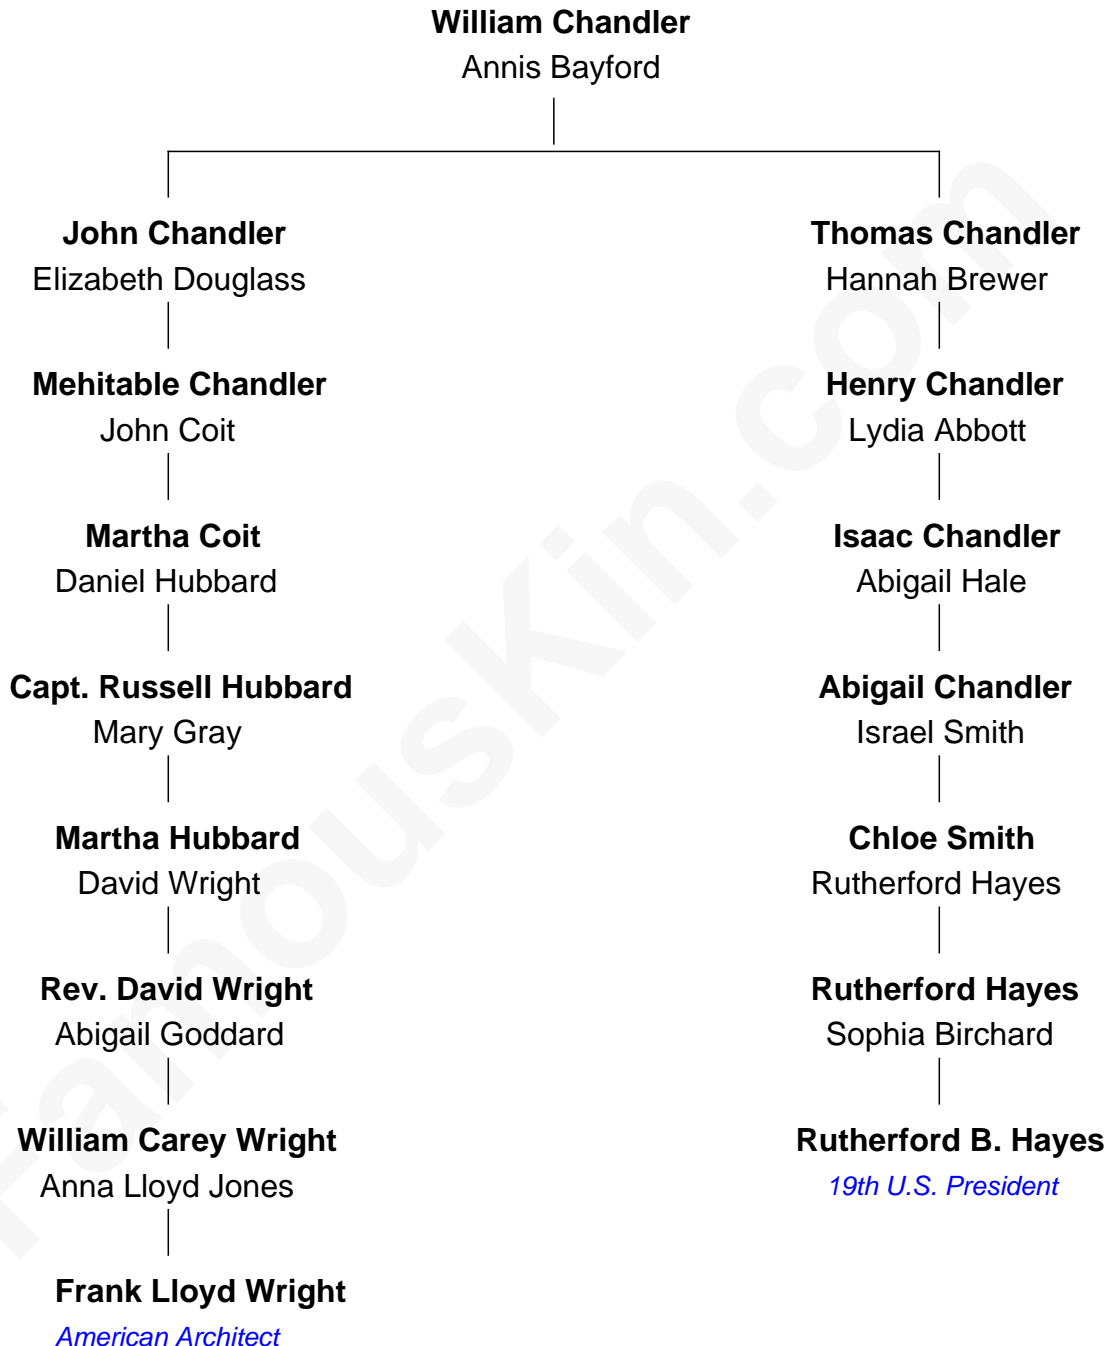 William Chandler
Annis Bayford
John Chandler
Elizabeth Douglass
Thomas Chandler
Hannah Brewer
Mehitable Chandler
John Coit
Henry Chandler
Lydia Abbott
Martha Coit
Daniel Hubbard
Isaac Chandler
Abigail Hale
Capt. Russell Hubbard
Mary Gray
Abigail Chandler
Israel Smith
Martha Hubbard
David Wright
Chloe Smith
Rutherford Hayes
Rev. David Wright
Abigail Goddard
Rutherford Hayes
Sophia Birchard
William Carey Wright
Anna Lloyd Jones
Rutherford B. Hayes
19th U.S. President
Frank Lloyd Wright
American Architect
FamousKin.com